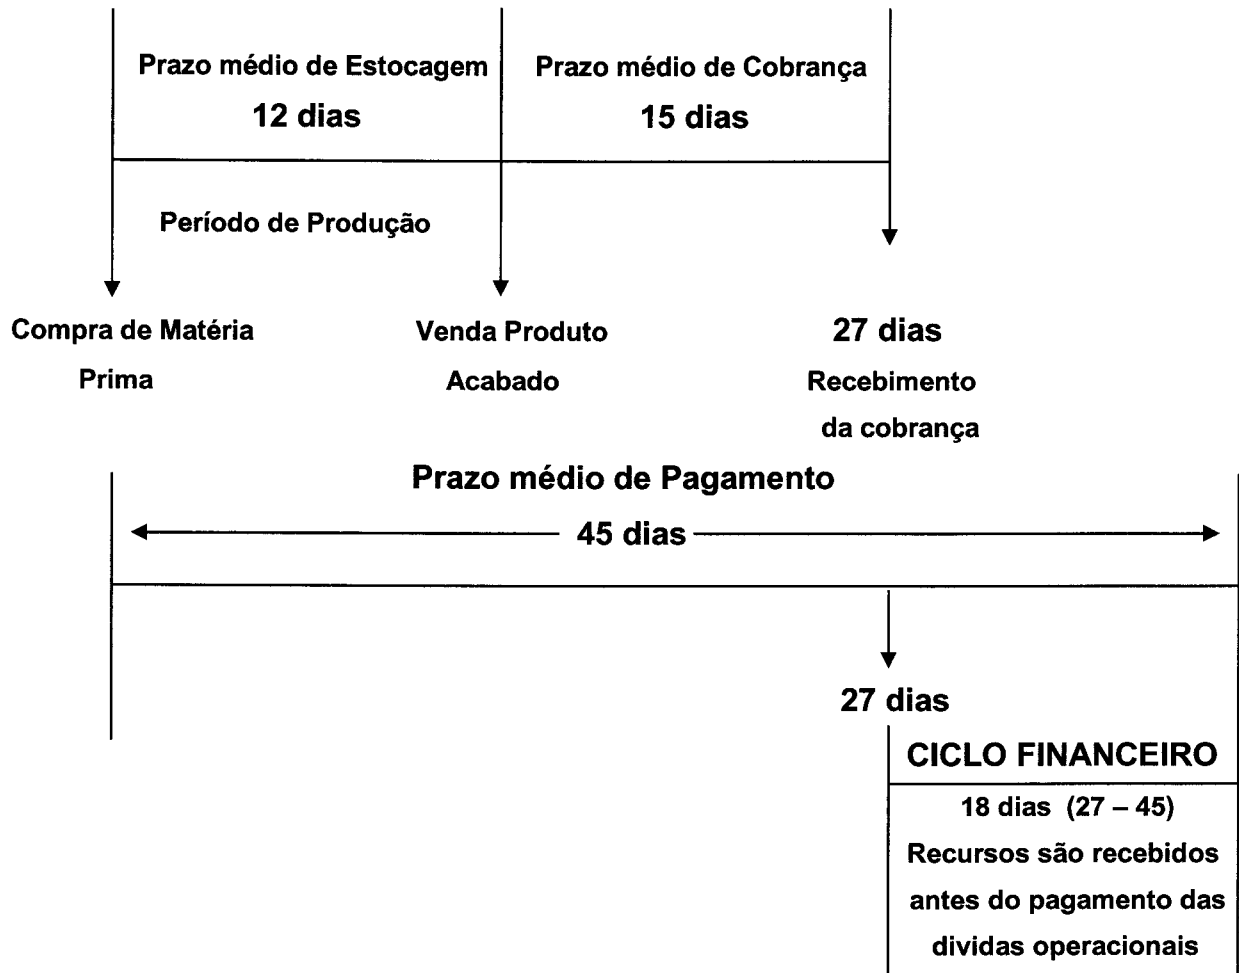 Prazo médio de Estocagem
12 dias
Prazo médio de Cobrança
15 dias
Período de Produção
Compra de Matéria
Prima
Venda Produto
Acabado
27 dias
Recebimento
da cobrança
Prazo médio de Pagamento
45 dias
27 dias
CICLO FINANCEIRO
18 dias (27 – 45)
Recursos são recebidos
antes do pagamento das
dividas operacionais